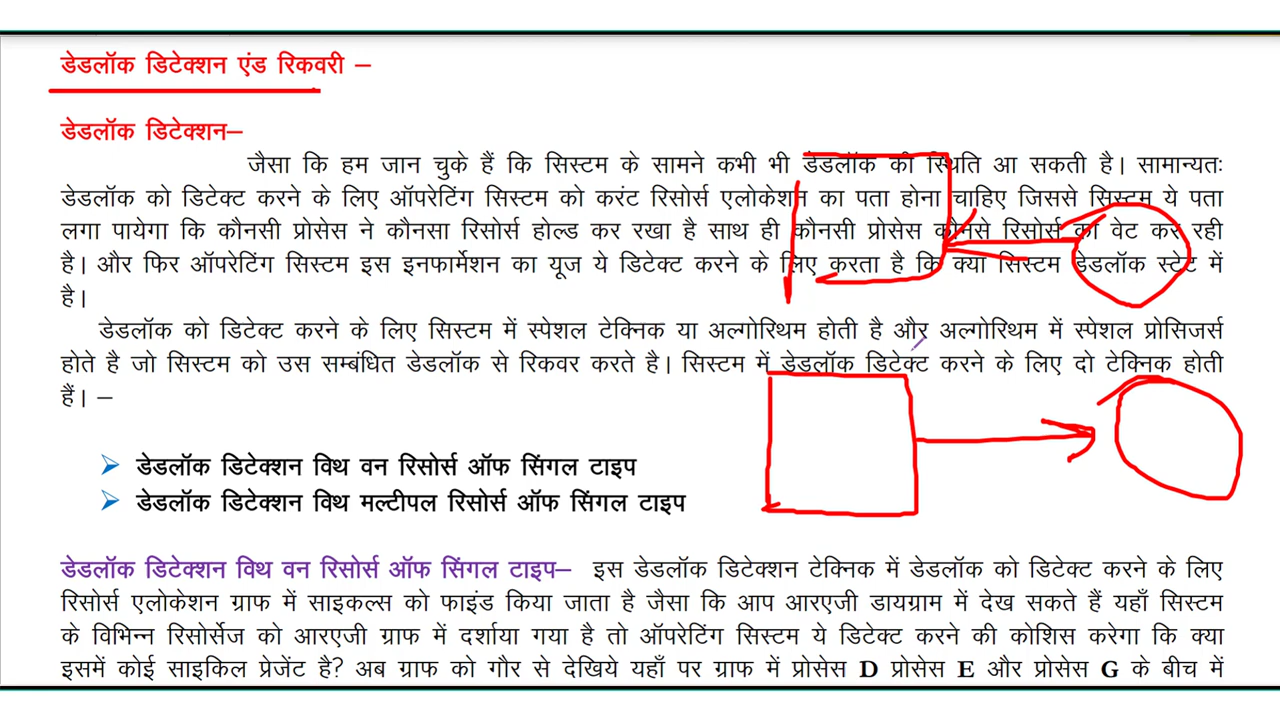 डेडलॉक डिटेक्शन एंड रिकवरी –
डेडलॉक डिटेक्शन–
जैसा कि हम जान चुके हैं कि सिस्टम के सामने कभी भी डेडलॉक की स्थिति आ सकती है। सामान्यतः
डेडलॉक को डिटेक्ट करने के लिए ऑपरेटिंग सिस्टम को करंट रिसोर्स एलोकेशन का पता होना चाहिए जिससे सिस्टम ये पता
लगा पायेगा कि कौनसी प्रोसेस ने कौनसा रिसोर्स होल्ड कर रखा है साथ ही कौनसी प्रोसेस कौनसे रिसोर्स का वेट कर रही
है। और फिर ऑपरेटिंग सिस्टम इस इनफार्मेशन का यूज ये डिटेक्ट करने के लिए करता है कि क्या सिस्टम डेडलॉक स्टेट में
है।
डेडलॉक को डिटेक्ट करने के लिए सिस्टम में स्पेशल टेक्निक या अल्गोरिथम होती है और अल्गोरिथम में स्पेशल प्रोसिजर्स
होते है जो सिस्टम को उस सम्बंधित डेडलॉक से रिकवर करते है। सिस्टम में डेडलॉक डिटेक्ट करने के लिए दो टेक्निक होती
हैं। –
डेडलॉक डिटेक्शन विथ वन रिसोर्स ऑफ सिंगल टाइप
डेडलॉक डिटेक्शन विथ मल्टीपल रिसोर्स ऑफ सिंगल टाइप
डेडलॉक डिटेक्शन विथ वन रिसोर्स ऑफ सिंगल टाइप– इस डेडलॉक डिटेक्शन टेक्निक में डेडलॉक को डिटेक्ट करने के लिए
रिसोर्स एलोकेशन ग्राफ में साइकल्स को फाइंड किया जाता है जैसा कि आप आरएजी डायग्राम में देख सकते हैं यहाँ सिस्टम
के विभिन्न रिसोर्सेज को आरएजी ग्राफ में दर्शाया गया है तो ऑपरेटिंग सिस्टम ये डिटेक्ट करने की कोशिस करेगा कि क्या
इसमें कोई साइकिल प्रेजेंट है? अब ग्राफ को गौर से देखिये यहाँ पर ग्राफ में प्रोसेस D प्रोसेस E और प्रोसेस G के बीच में